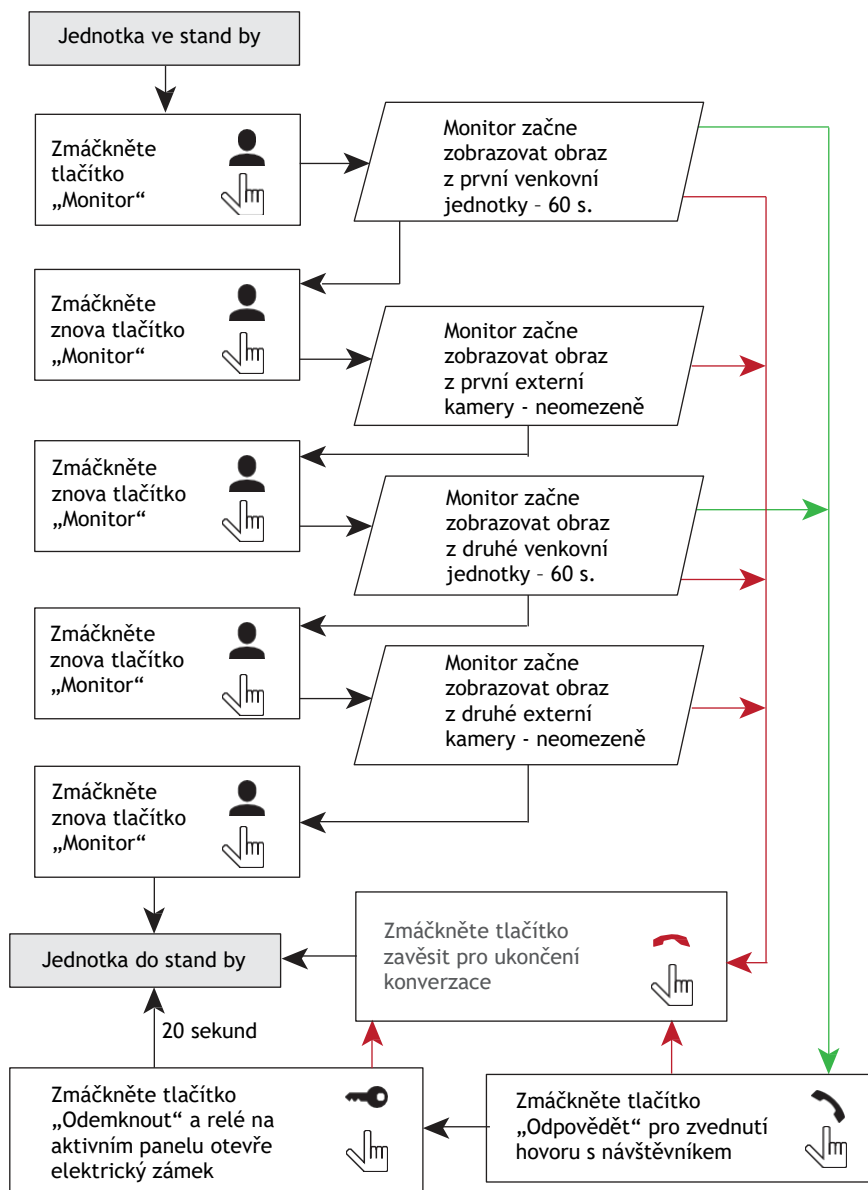 Jednotka ve stand by
Zmáčkněte
tlačítko
„Monitor“
Monitor začne
zobrazovat obraz
z první venkovní
jednotky – 60 s.
Zmáčkněte
znova tlačítko
„Monitor“
Monitor začne
zobrazovat obraz
z první externí
kamery - neomezeně
Zmáčkněte
znova tlačítko
„Monitor“
Monitor začne
zobrazovat obraz
z druhé venkovní
jednotky – 60 s.
Zmáčkněte
znova tlačítko
„Monitor“
Monitor začne
zobrazovat obraz
z druhé externí
kamery - neomezeně
Zmáčkněte
znova tlačítko
„Monitor“
Zmáčkněte tlačítko
zavěsit pro ukončení
konverzace
Jednotka do stand by
20 sekund
Zmáčkněte tlačítko
„Odemknout“ a relé na
aktivním panelu otevře
elektrický zámek
Zmáčkněte tlačítko
„Odpovědět“ pro zvednutí
hovoru s návštěvníkem